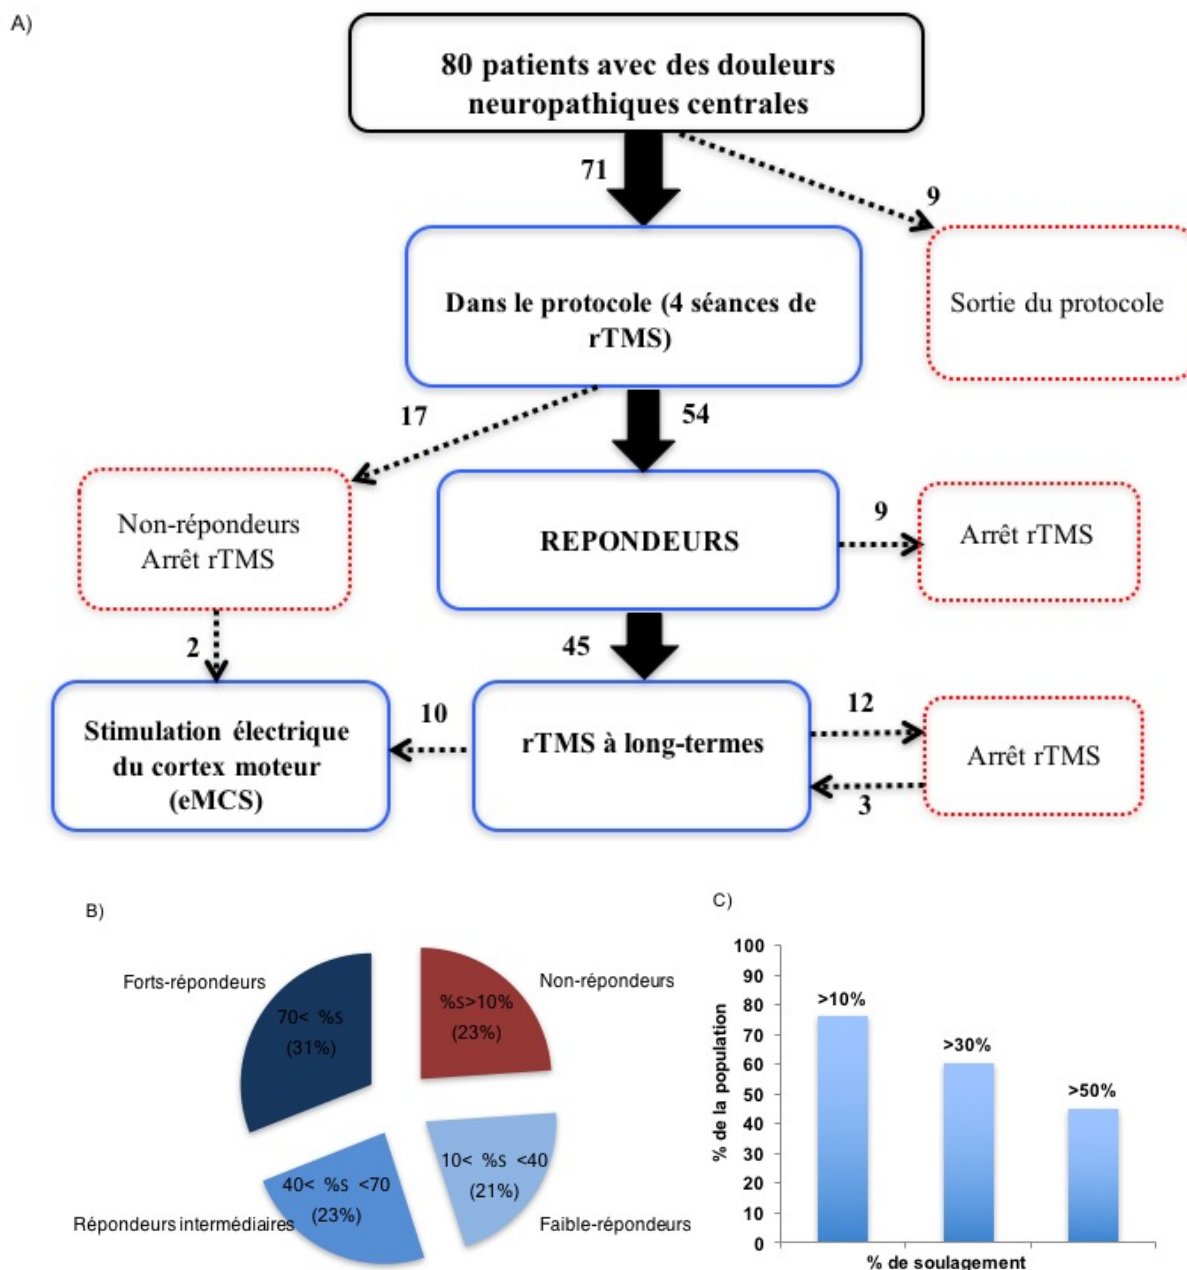 A)
80 patients avec des douleurs
neuropathiques centrales
71
9
Dans le protocole (4 séances de
rTMS)
Sortie du protocole
17
54
Non-répondeurs
Arrêt rTMS
REPONDEURS
9
Arrêt rTMS
2
45
Stimulation électrique
du cortex moteur
(eMCS)
10
rTMS à long-termes
12
3
Arrêt rTMS
B)
Forts-répondeurs
70< %s
(31%)
%s>10%
(23%)
Non-répondeurs
40< %s <70
(23%)
Répondeurs intermédiaires
10< %s <40
(21%)
Faible-répondeurs
C)
% de la population
100
90
80
70
60
50
40
30
20
10
0
>10%
>30%
>50%
% de soulagement